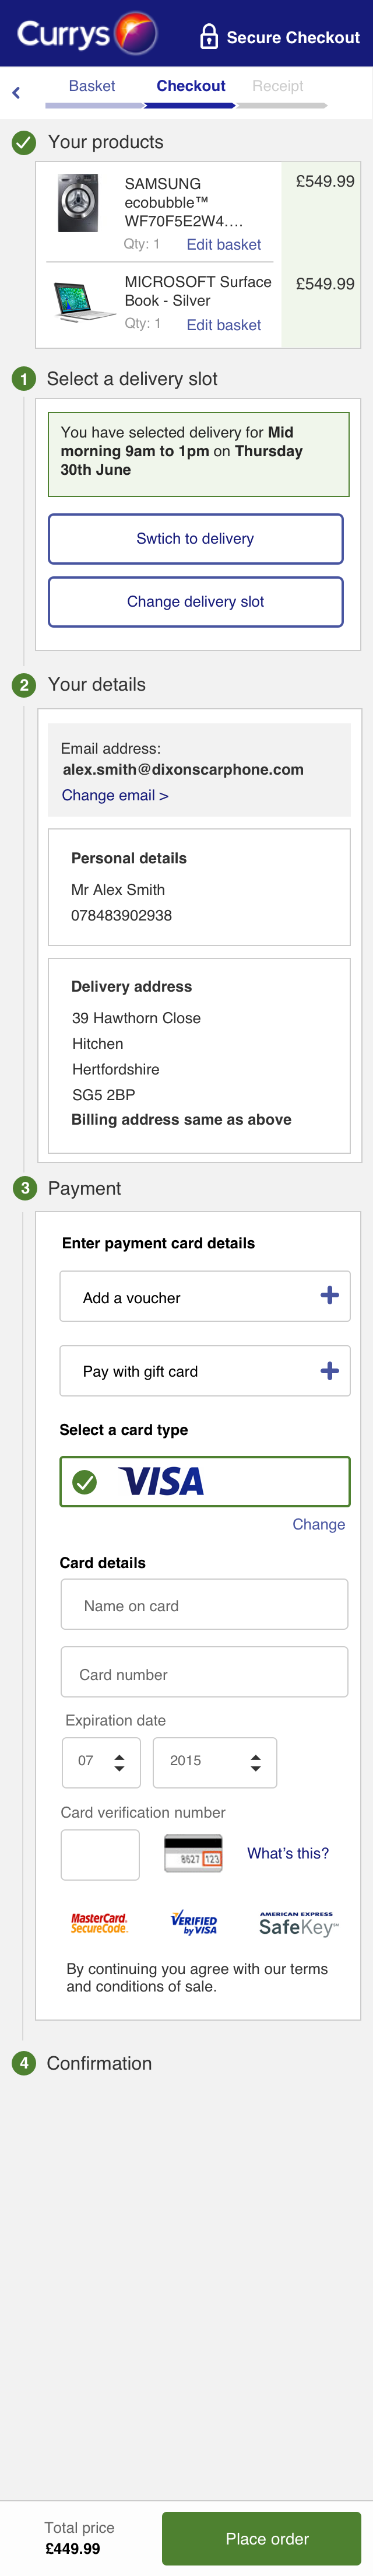 Currys
Secure Checkout
Basket
Checkout
Receipt
Your products
SAMSUNG
£549.99
ecobubble™
WF70F5E2W4....
Qty: 1
Edit basket
MICROSOFT Surface
£549.99
Book - Silver
Qty: 1
Edit basket
1
Select a delivery slot
You have selected delivery for Mid
morning 9am to 1pm on Thursday
30th June
Swtich to delivery
Change delivery slot
2
Your details
Email address:
alex.smith@dixonscarphone.com
Change email >
Personal details
Mr Alex Smith
078483902938
Delivery address
39 Hawthorn Close
Hitchen
Hertfordshire
SG5 2BP
Billing address same as above
3
Payment
Enter payment card details
Add a voucher
Pay with gift card
Select a card type
VISA
Change
Card details
Name on card
Card number
Expiration date
07
2015
Card verification number
8627 123
What's this?
MasterCard.
SecureCode.
VERIFIED
by VISA
AMERICAN EXPRESS
SafeKey℠
By continuing you agree with our terms
and conditions of sale.
4
Confirmation
Total price
£449.99
Place order